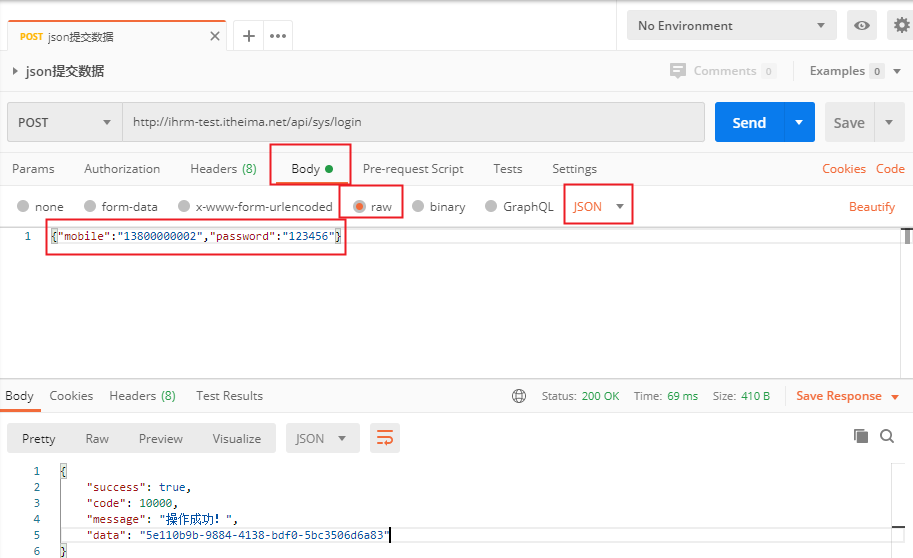 POST json提交数据
No Environment
json提交数据
Comments 0
Examples 0
POST
http://ihrm-test.itheima.net/api/sys/login
Send
Save
Params Authorization Headers (8) Body Pre-request Script Tests Settings Cookies Code
none form-data x-www-form-urlencoded raw binary GraphQL JSON Beautify
1 {"mobile":"13800000002","password":"123456"}
Body Cookies Headers (8) Test Results Status: 200 OK Time: 69 ms Size: 410 B Save Response
Pretty Raw Preview Visualize JSON
1 {
2 "success": true,
3 "code": 10000,
4 "message": "操作成功！",
5 "data": "5e110b9b-9884-4138-bdf0-5bc3506d6a83"
6 }